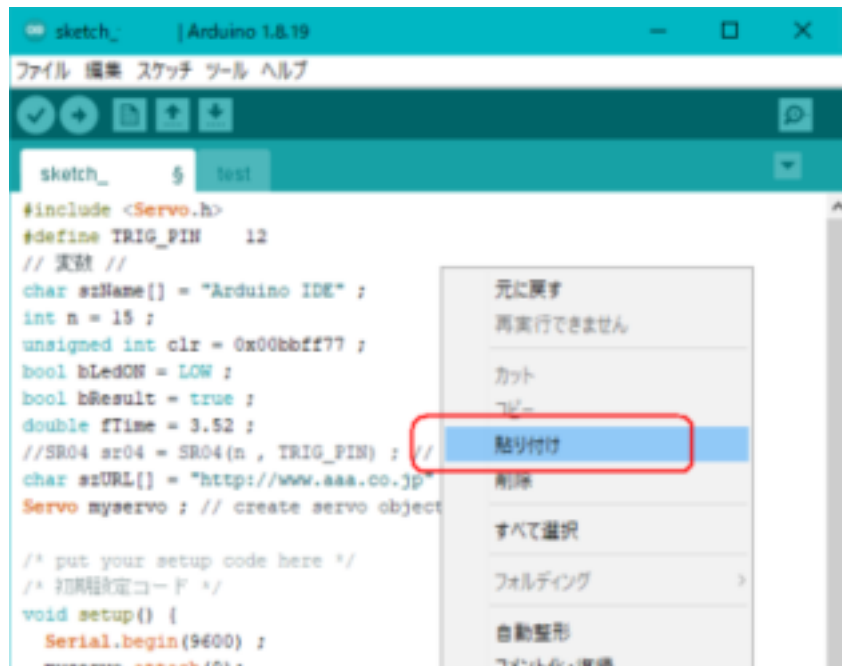 sketch_ | Arduino 1.8.19
ファイル 編集 スケッチ ツール ヘルプ
sketch_ § test
#include <Servo.h>
#define TRIG_PIN 12
// 変数 //
char szName[] = "Arduino IDE" ;
int n = 15 ;
unsigned int clr = 0x00bbff77 ;
bool bLedON = LOW ;
bool bResult = true ;
double fTime = 3.52 ;
//SR04 sr04 = SR04(n , TRIG_PIN) ; //
char szURL[] = "http://www.aaa.co.jp"
Servo myservo ; // create servo object
/* put your setup code here */
/* 初期設定コード */
void setup() {
Serial.begin(9600) ;
myservo.attach(9);
元に戻す
再実行できません
カット
コピー
貼り付け
削除
すべて選択
フォルディング
自動整形